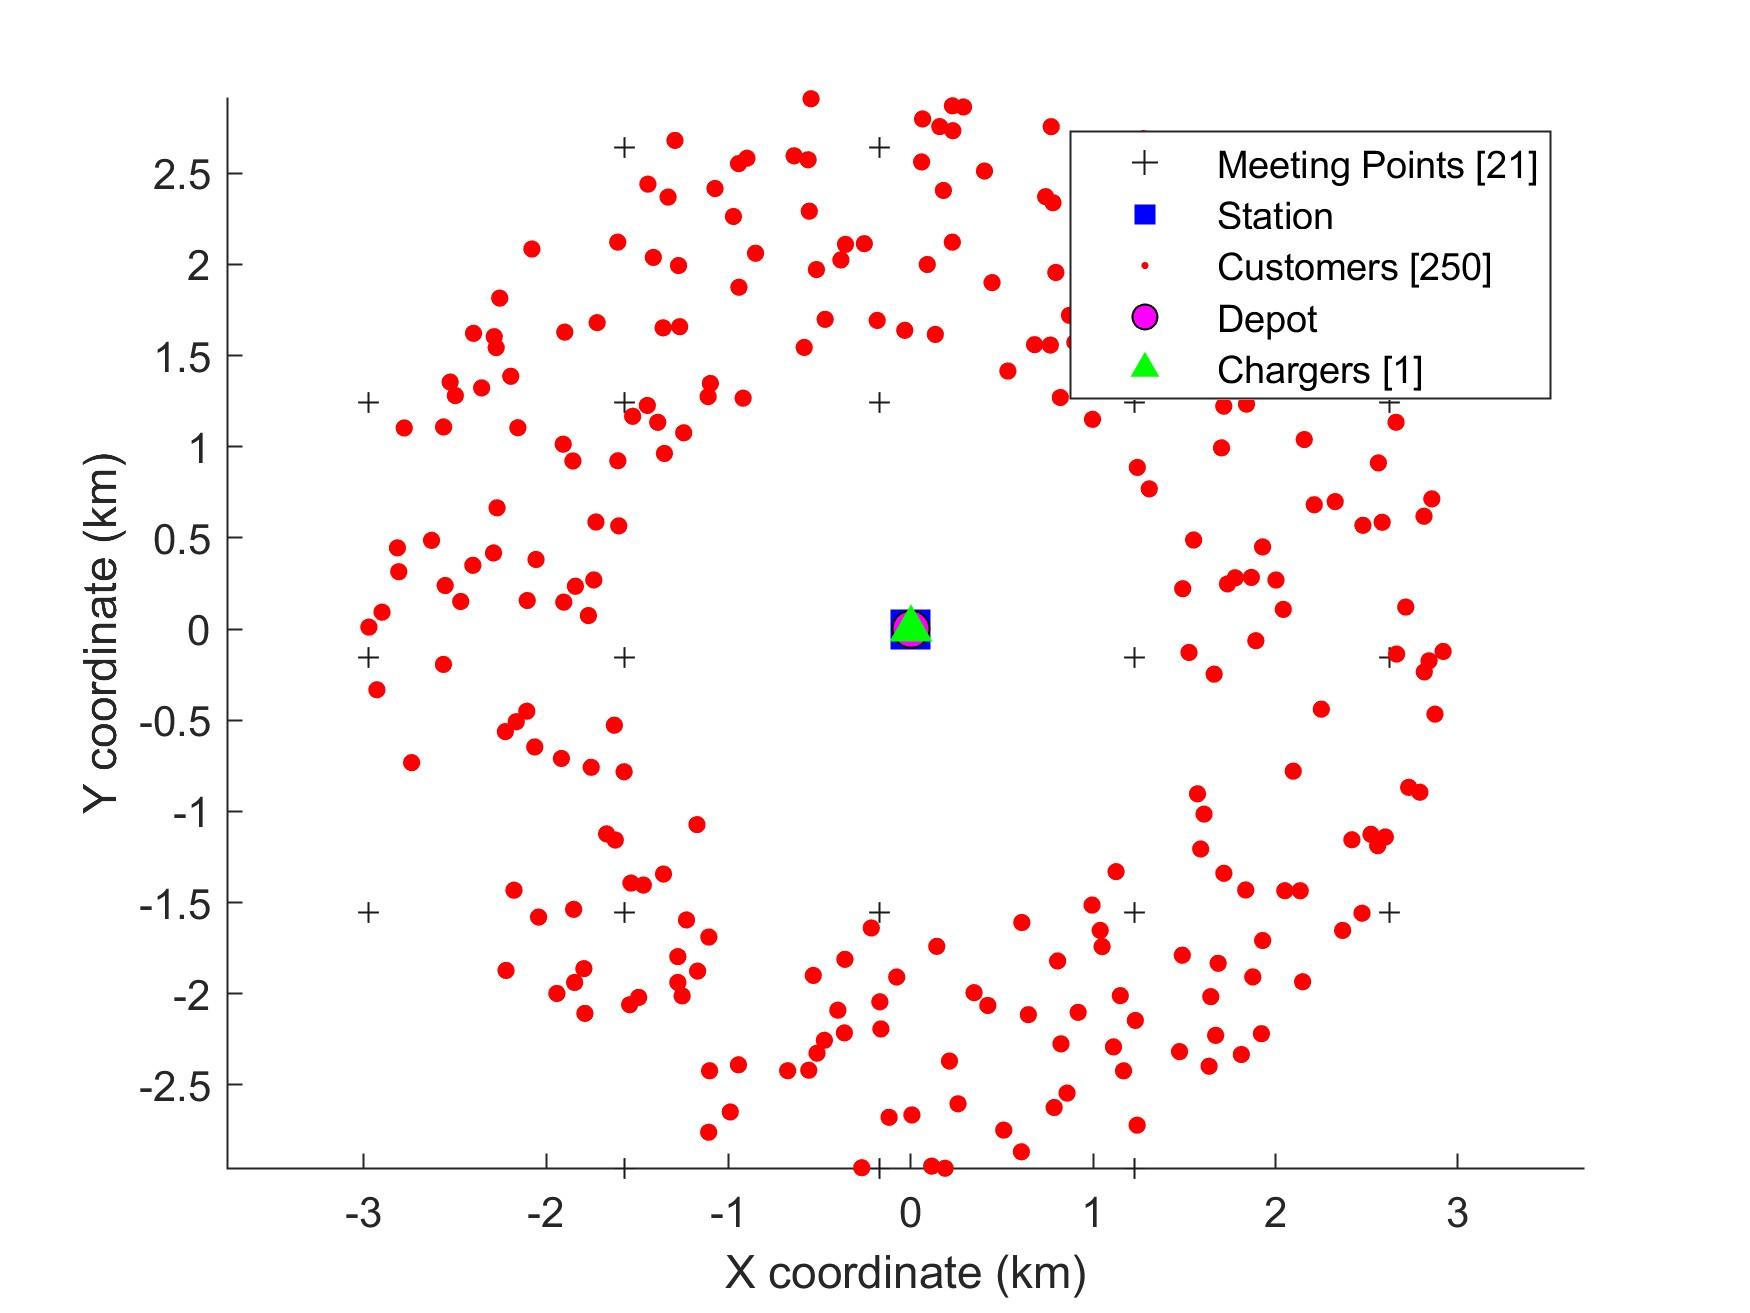 2.5
2
1.5
1
0.5
0
-0.5
-1
-1.5
-2
-2.5
Y coordinate (km)
Meeting Points [21]
Station
Customers [250]
Depot
Chargers [1]
-3 -2 -1 0 1 2 3
X coordinate (km)